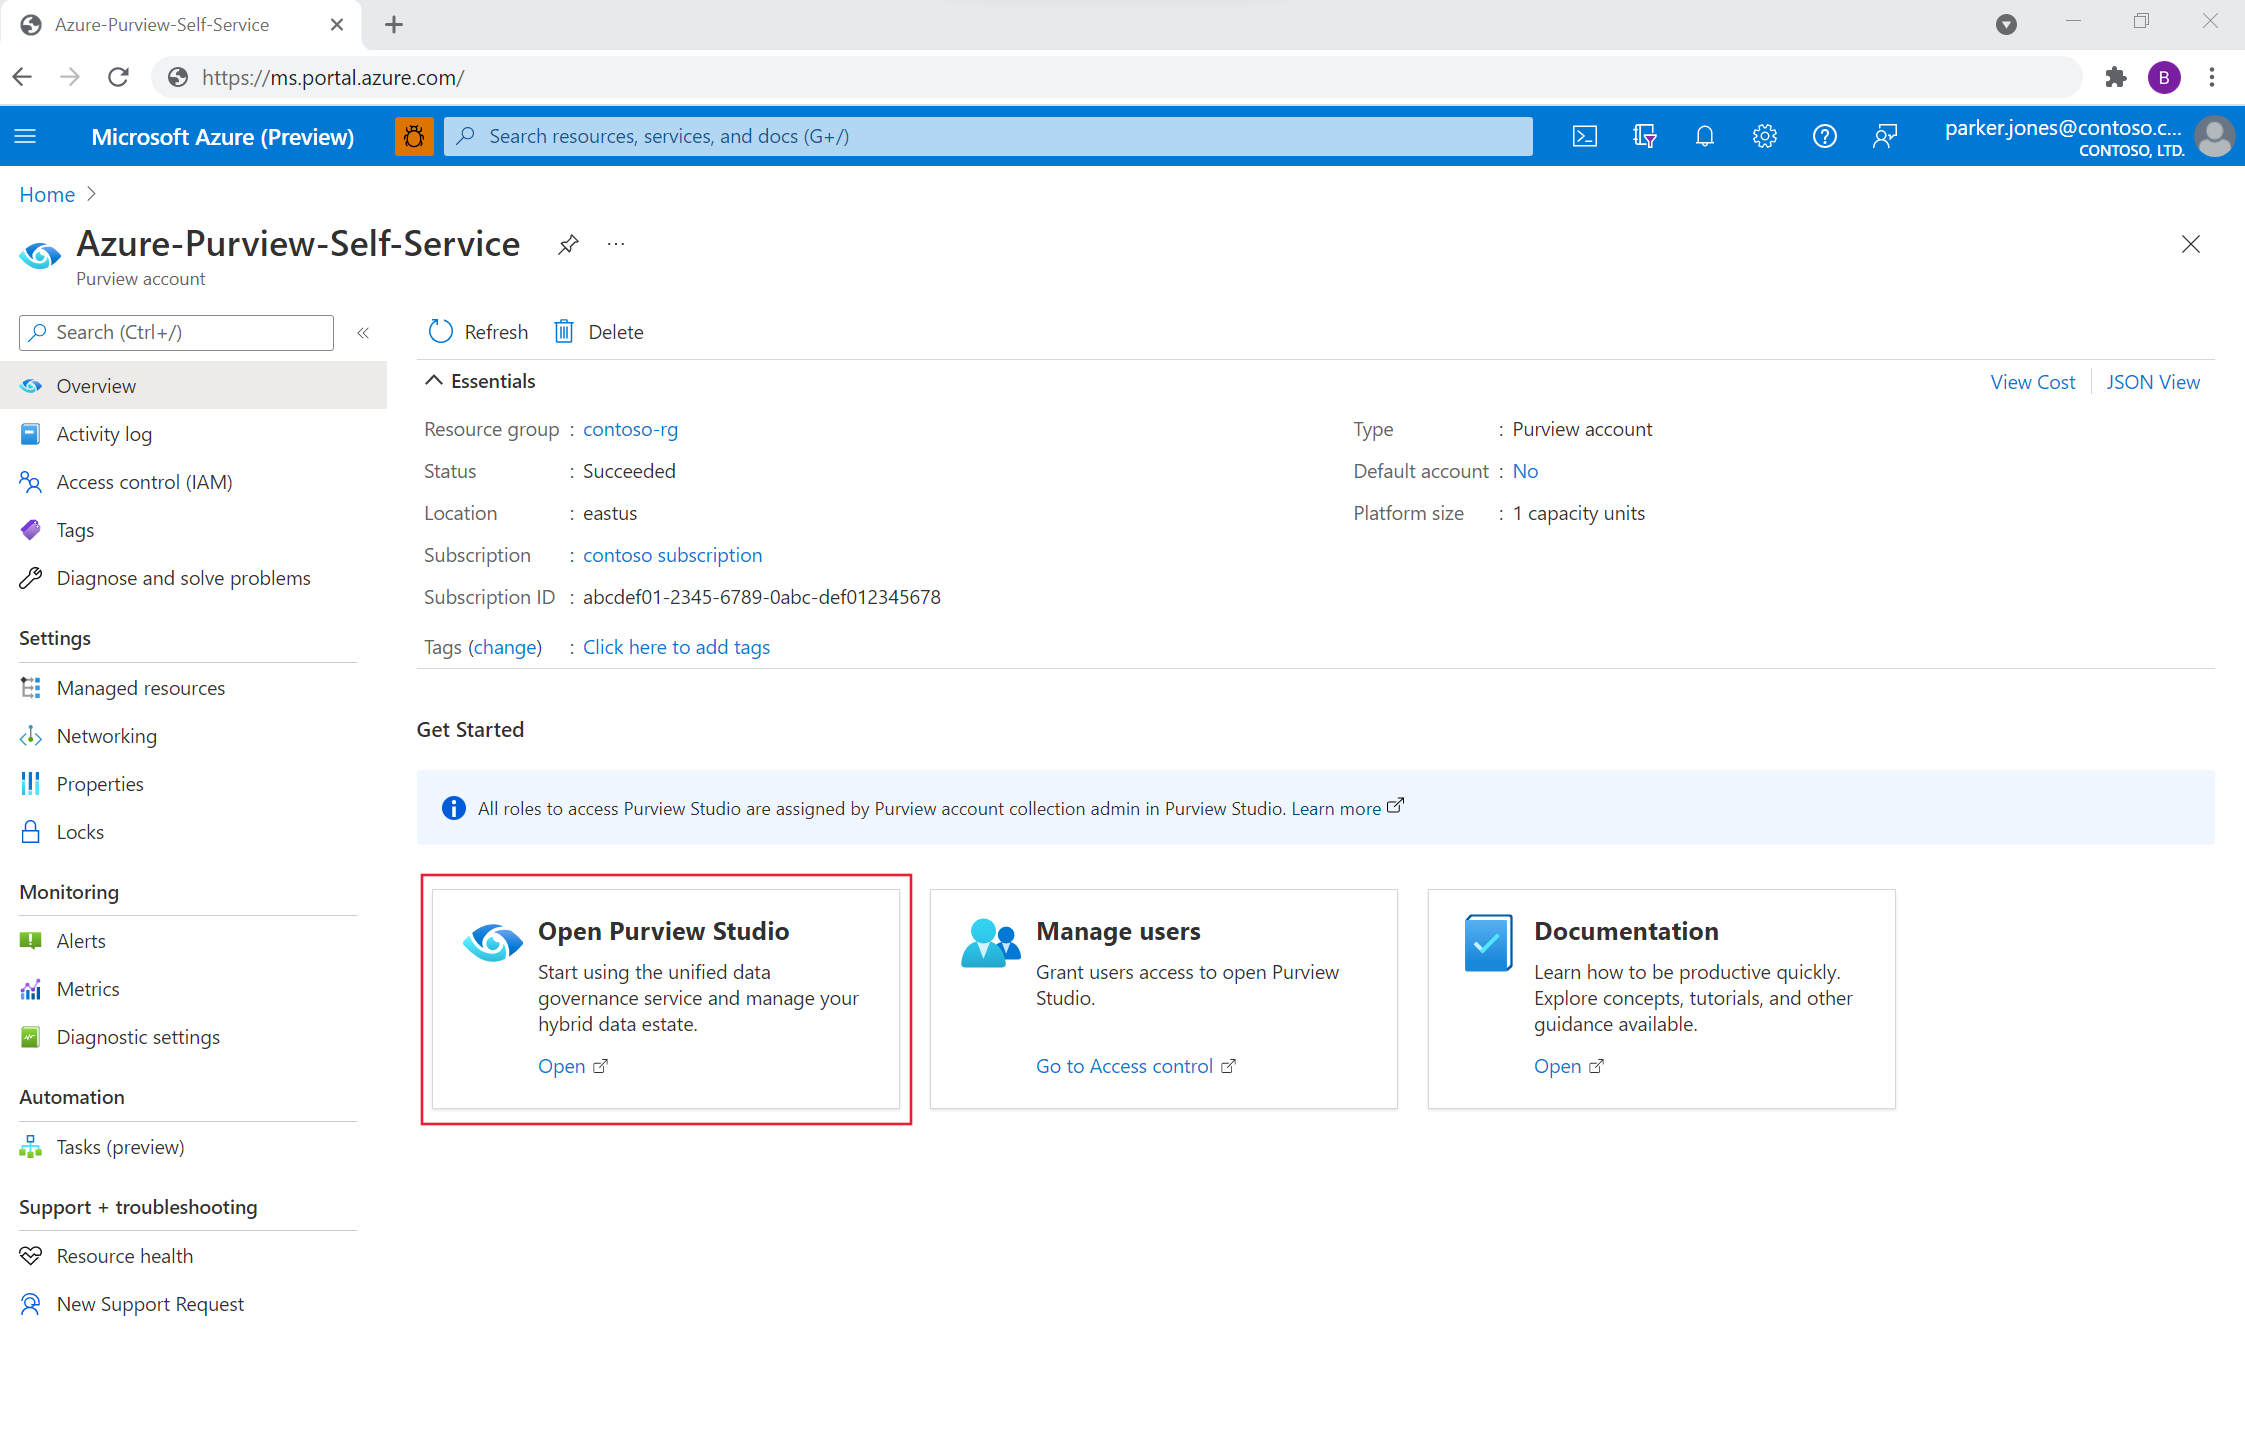 Azure-Purview-Self-Service
https://ms.portal.azure.com/
B
Microsoft Azure (Preview)
Search resources, services, and docs (G+/)
parker.jones@contoso.c...
CONTOSO, LTD.
Home
Azure-Purview-Self-Service
Purview account
Search (Ctrl+/)
Refresh
Delete
Overview
Activity log
Access control (IAM)
Tags
Diagnose and solve problems
Settings
Managed resources
Networking
Properties
Locks
Monitoring
Alerts
Metrics
Diagnostic settings
Automation
Tasks (preview)
Support + troubleshooting
Resource health
New Support Request
Essentials
View Cost
JSON View
Resource group : contoso-rg
Status : Succeeded
Location : eastus
Subscription : contoso subscription
Subscription ID : abcdef01-2345-6789-0abc-def012345678
Tags (change) : Click here to add tags
Type : Purview account
Default account : No
Platform size : 1 capacity units
Get Started
All roles to access Purview Studio are assigned by Purview account collection admin in Purview Studio. Learn more
Open Purview Studio
Start using the unified data
governance service and manage your
hybrid data estate.
Open
Manage users
Grant users access to open Purview
Studio.
Go to Access control
Documentation
Learn how to be productive quickly.
Explore concepts, tutorials, and other
guidance available.
Open